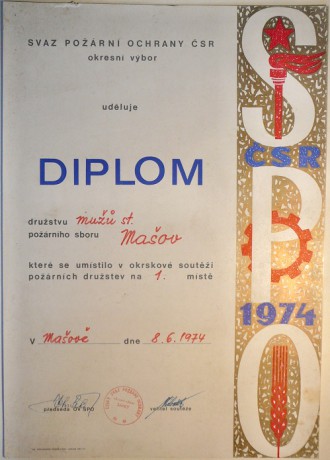 SVAZ POŽÁRNÍ OCHRANY ČSR
okresní výbor
uděluje
DIPLOM
družstvu mužů st.
požárního sboru Mašov
které se umístilo v okrskové soutěži
požárních družstev na 1. místě
V Mašově dne 8.6.1974
předseda OV SPO
velitel soutěže
S
ČSR
P
1974
O